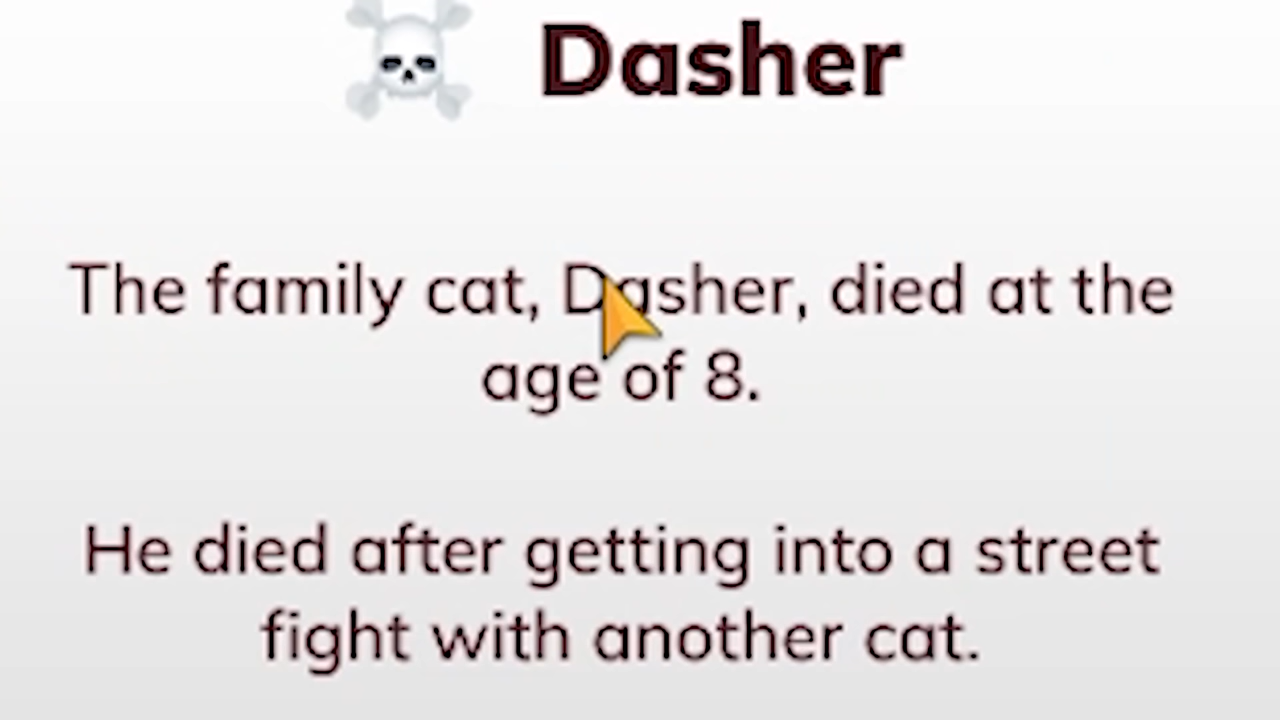 Dasher
The family cat, Dasher, died at the
age of 8.
He died after getting into a street
fight with another cat.